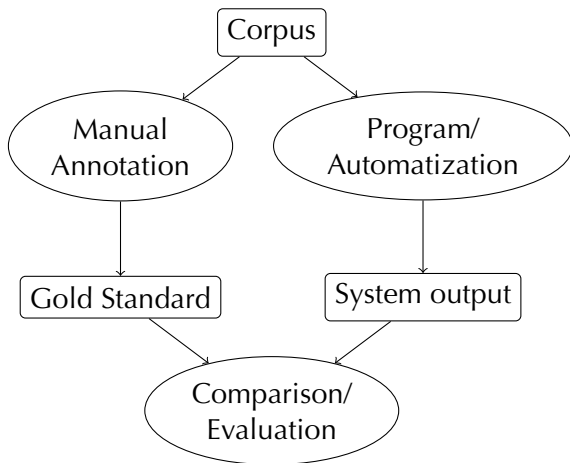 Corpus
Manual
Annotation
Program/
Automatization
Gold Standard
System output
Comparison/
Evaluation